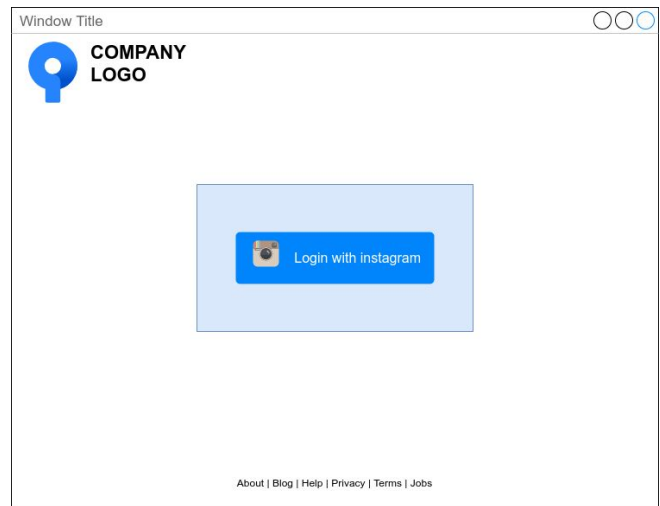 Window Title
COMPANY
LOGO
Login with instagram
About | Blog | Help | Privacy | Terms | Jobs